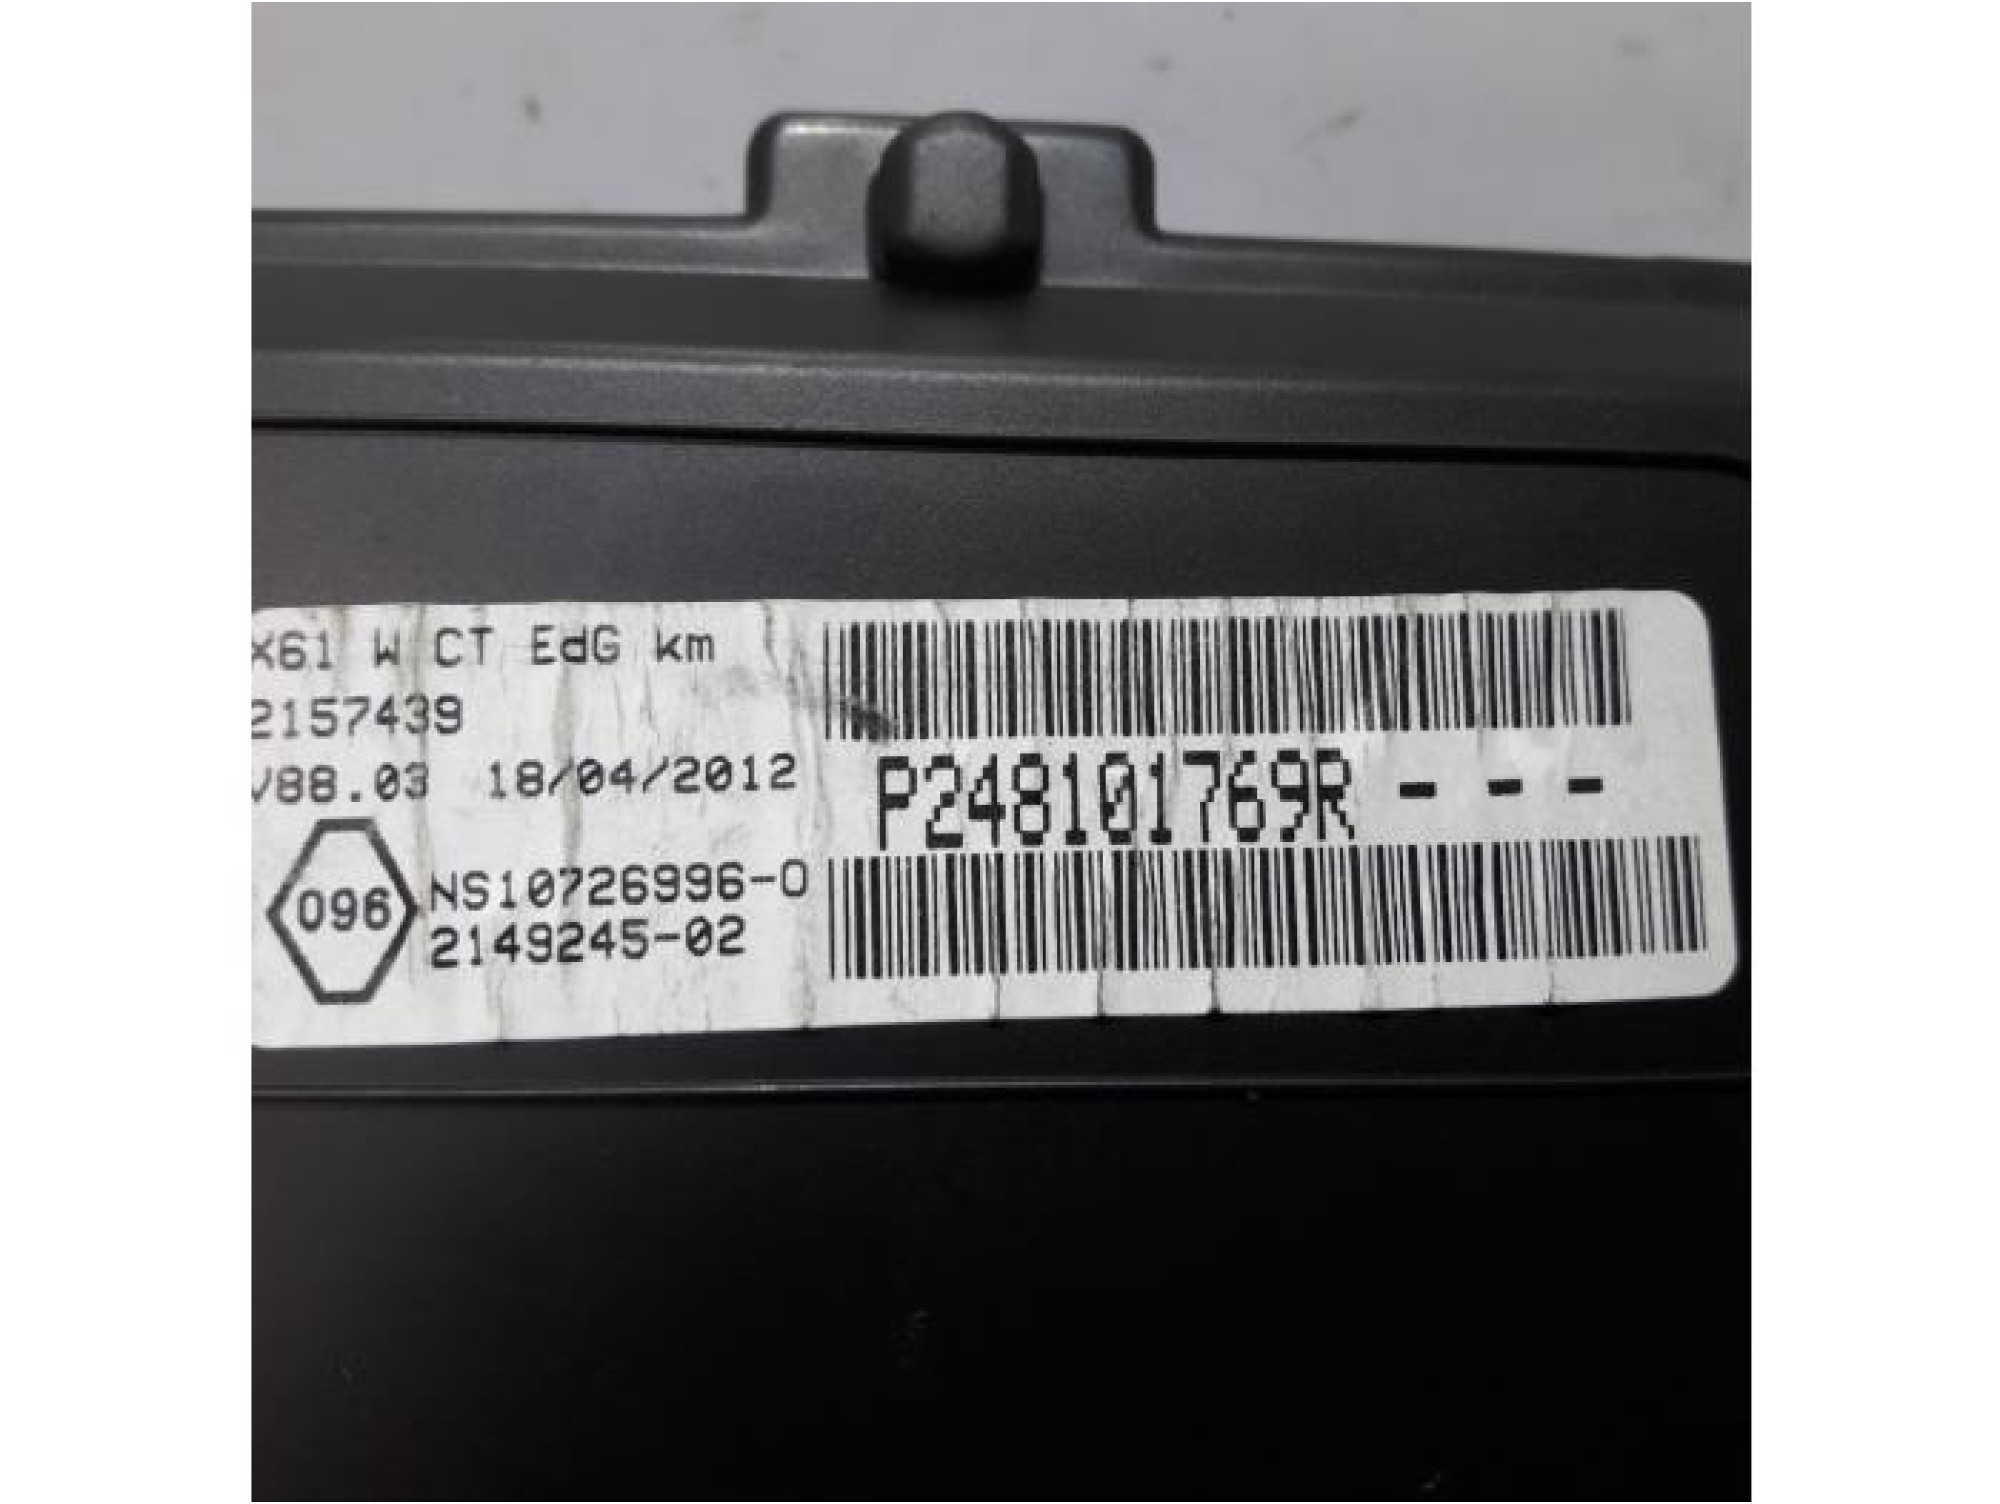 X61 W CT EdG km
2157439
V88.03 18/04/2012
P248101769R - - -
096
NS10726996-0
2149245-02